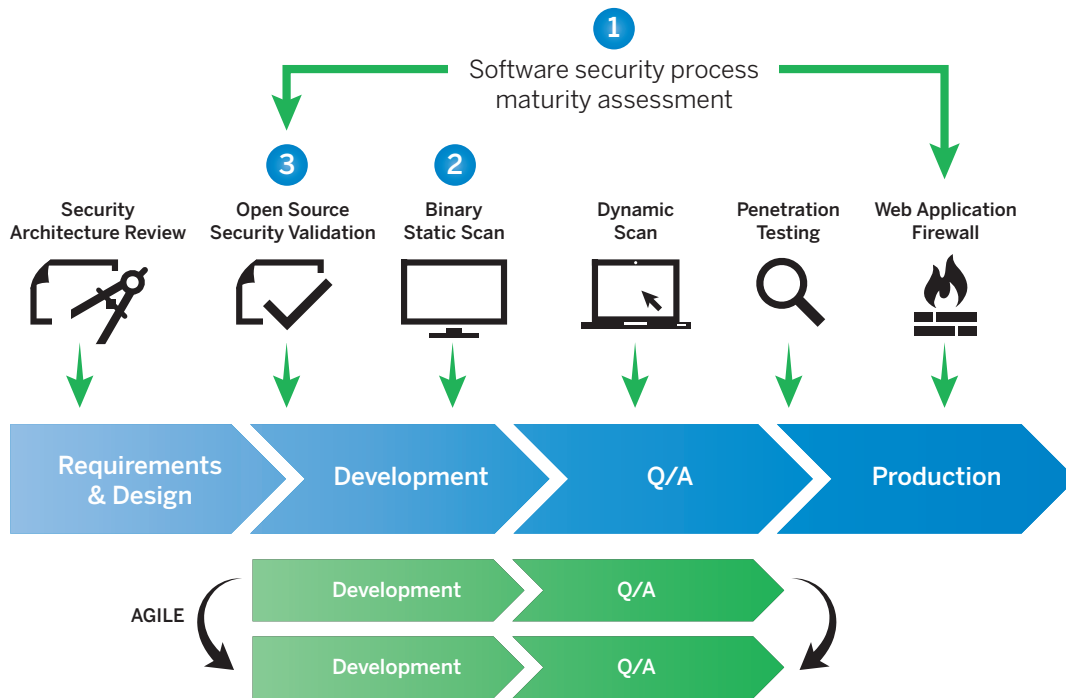 1
Software security process
maturity assessment
3
2
Security
Architecture Review
Open Source
Security Validation
Binary
Static Scan
Dynamic
Scan
Penetration
Testing
Web Application
Firewall
Requirements
& Design
Development
Q/A
Production
AGILE
Development
Q/A
Development
Q/A